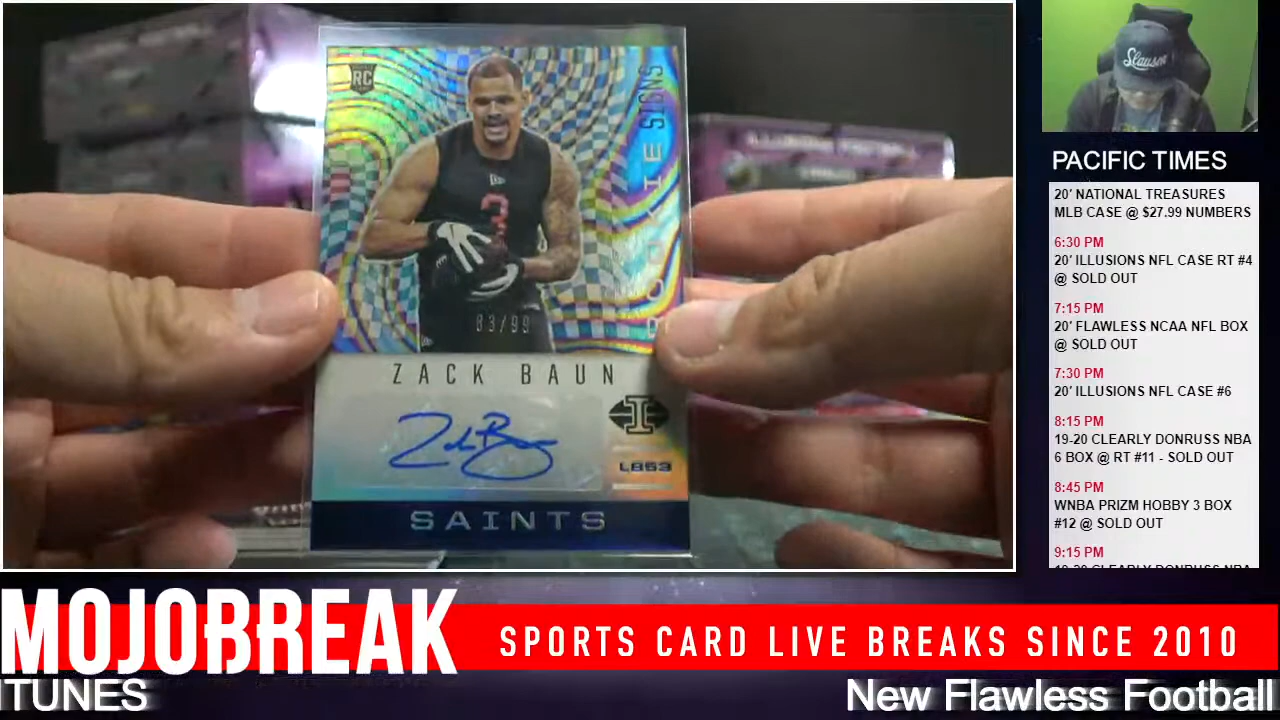 RC
SIGNS
3
83/99
ZACK BAUN
I
LB53
SAINTS
Slauson
PACIFIC TIMES
20' NATIONAL TREASURES
MLB CASE @ $27.99 NUMBERS
6:30 PM
20' ILLUSIONS NFL CASE RT #4
@ SOLD OUT
7:15 PM
20' FLAWLESS NCAA NFL BOX
@ SOLD OUT
7:30 PM
20' ILLUSIONS NFL CASE #6
8:15 PM
19-20 CLEARLY DONRUSS NBA
6 BOX @ RT #11 - SOLD OUT
8:45 PM
WNBA PRIZM HOBBY 3 BOX
#12 @ SOLD OUT
9:15 PM
MOJOBREAK
SPORTS CARD LIVE BREAKS SINCE 2010
ITUNES
New Flawless Football